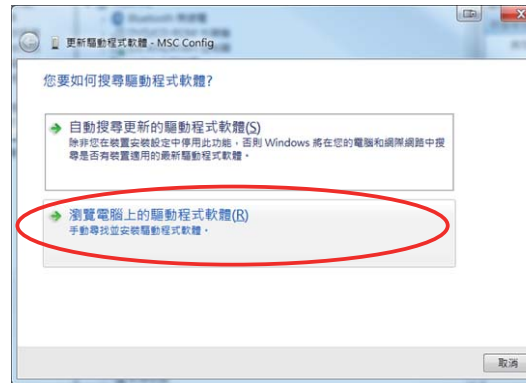 更新驅動程式軟體 - MSC Config
您要如何搜尋驅動程式軟體?
自動搜尋更新的驅動程式軟體(S)
除非您在裝置安裝設定中停用此功能，否則 Windows 將在您的電腦和網際網路中搜
尋是否有裝置適用的最新驅動程式軟體。
瀏覽電腦上的驅動程式軟體(R)
手動尋找並安裝驅動程式軟體。
取消